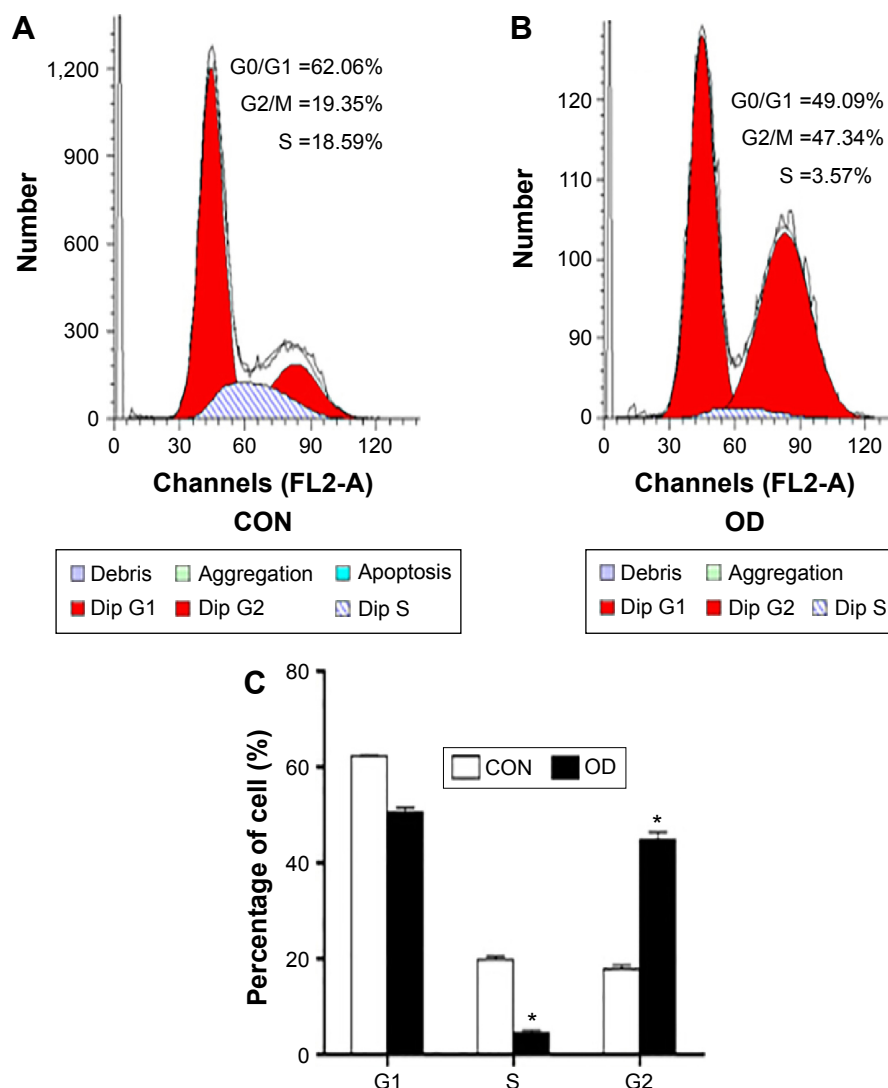 A
G0/G1 =62.06%
G2/M =19.35%
S =18.59%
Number
1,200
900
600
300
0
0 30 60 90 120
Channels (FL2-A)
CON
Debris Aggregation Apoptosis
Dip G1 Dip G2 Dip S
B
G0/G1 =49.09%
G2/M =47.34%
S =3.57%
Number
120
110
100
90
0
0 30 60 90 120
Channels (FL2-A)
OD
Debris Aggregation
Dip G1 Dip G2 Dip S
C
Percentage of cell (%)
80
60
40
20
0
CON OD
*
*
G1 S G2